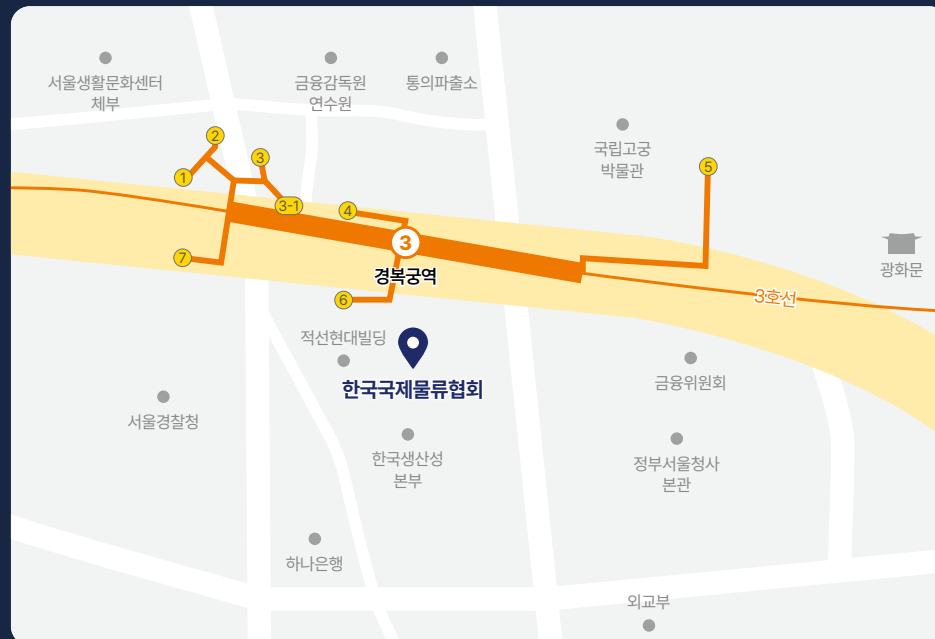 서울생활문화센터
체부
금융감독원
연수원
통의파출소
국립고궁
박물관
2
3
1
5
3-1
4
3
7
경복궁역
광화문
6
3호선
적선현대빌딩
한국국제물류협회
금융위원회
서울경찰청
한국생산성
본부
정부서울청사
본관
하나은행
외교부